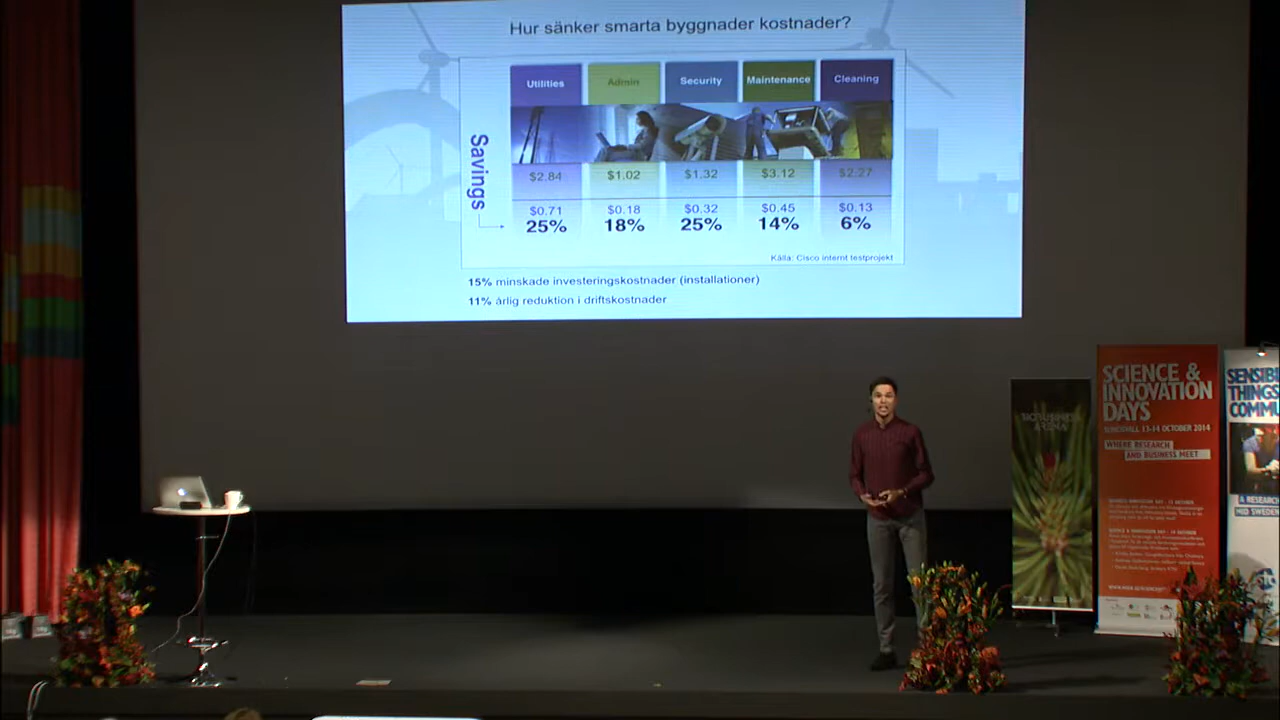 Hur sänker smarta byggnader kostnader?
Utilities Admin Security Maintenance Cleaning
Savings
$2.84 $1.02 $1.32 $3.12 $2.27
$0.71 $0.18 $0.32 $0.45 $0.13
25% 18% 25% 14% 6%
Källa: Cisco internt testprojekt
15% minskade investeringskostnader (installationer)
11% årlig reduktion i driftskostnader
ARENA
SCIENCE &
INNOVATION
DAYS
SUNDSVALL 13-14 OCTOBER 2014
WHERE RESEARCH
AND BUSINESS MEET
SENSIB
THINGS
COMMU
A RESEARCH
MID SWEDEN